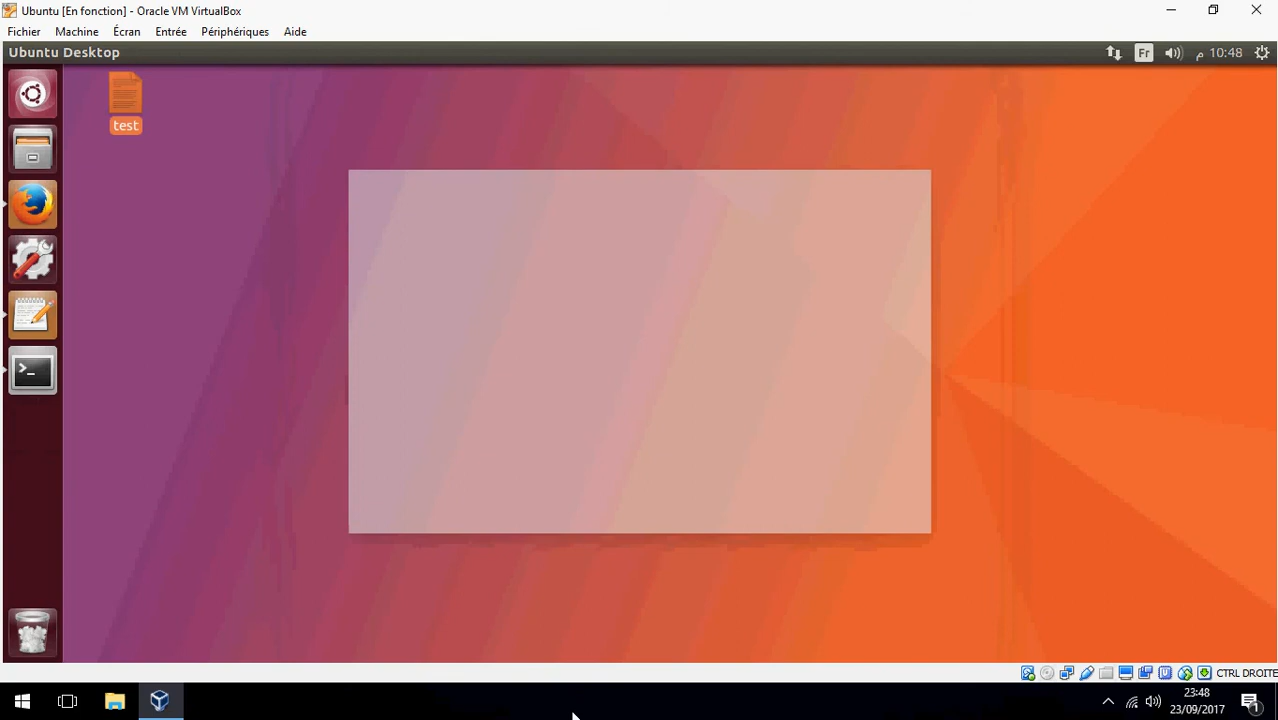 Ubuntu [En fonction] - Oracle VM VirtualBox
Fichier Machine Écran Entrée Périphériques Aide
Ubuntu Desktop Fr م 10:48
test
CTRL DROITE
23:48
23/09/2017
1